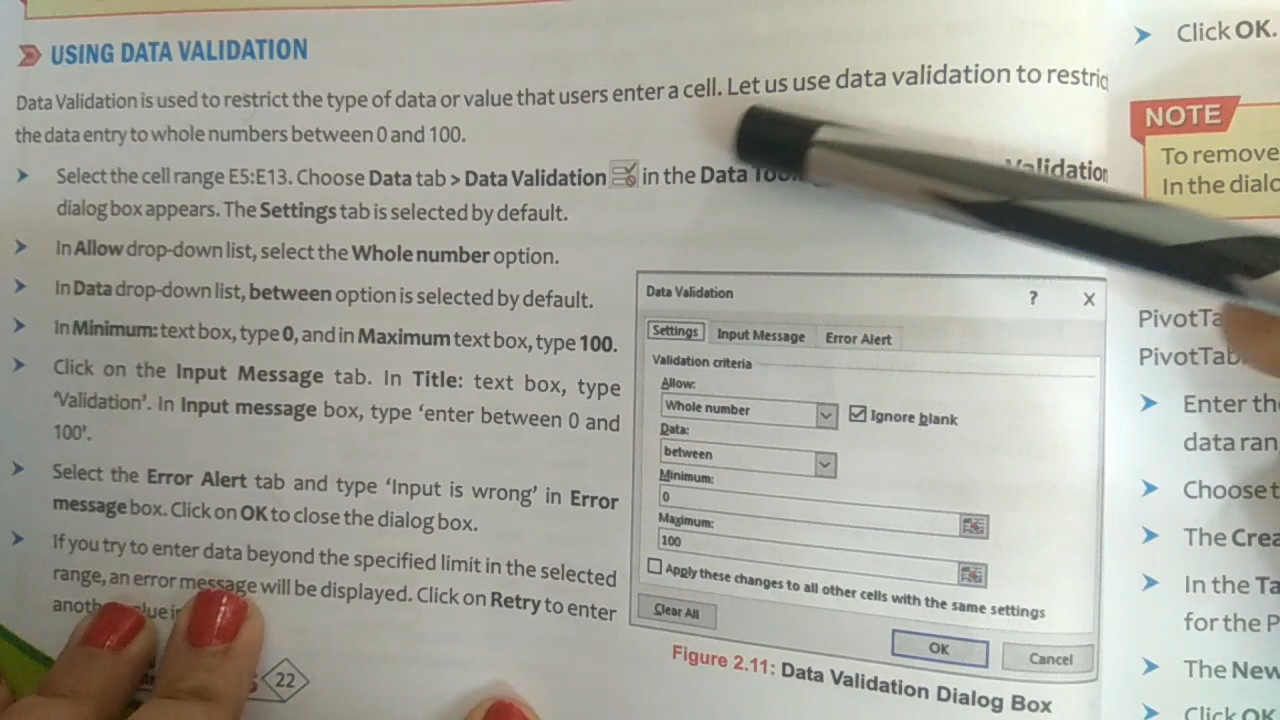 USING DATA VALIDATION
Data Validation is used to restrict the type of data or value that users enter a cell. Let us use data validation to restric
the data entry to whole numbers between 0 and 100.
Select the cell range E5:E13. Choose Data tab > Data Validation in the Data
dialog box appears. The Settings tab is selected by default.
In Allow drop-down list, select the Whole number option.
In Data drop-down list, between option is selected by default.
In Minimum: text box, type 0, and in Maximum text box, type 100.
Click on the Input Message tab. In Title: text box, type
'Validation'. In Input message box, type 'enter between 0 and
100'.
Select the Error Alert tab and type 'Input is wrong' in Error
message box. Click on OK to close the dialog box.
If you try to enter data beyond the specified limit in the selected
range, an error message will be displayed. Click on Retry to enter
22
Data Validation ? X
Settings Input Message Error Alert
Validation criteria
Allow:
Whole number Ignore blank
Data:
between
Minimum:
0
Maximum:
100
Apply these changes to all other cells with the same settings
Clear All OK Cancel
Figure 2.11: Data Validation Dialog Box
Click OK.
NOTE
To remove
In the dialo
PivotTa
PivotTab
Enter the
data ran
Choose t
The Crea
In the Ta
for the P
The New
Click OK